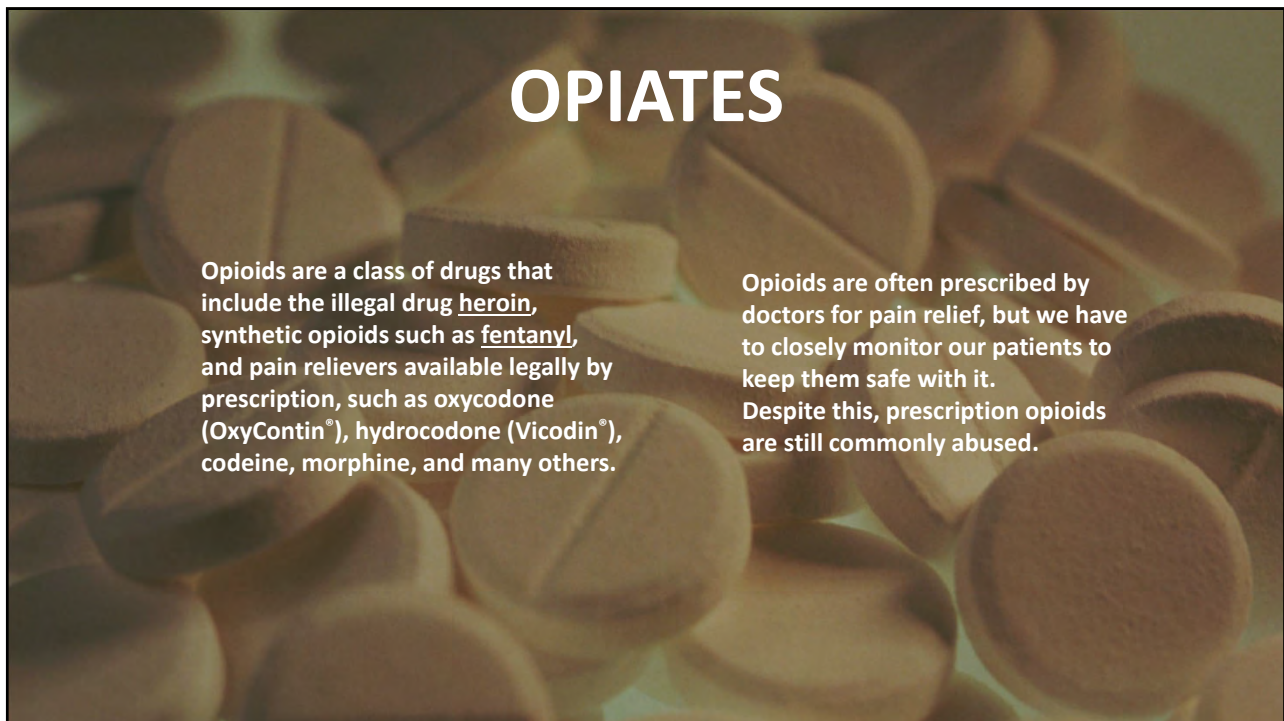 OPIATES
Opioids are a class of drugs that
include the illegal drug heroin,
synthetic opioids such as fentanyl,
and pain relievers available legally by
prescription, such as oxycodone
(OxyContin®), hydrocodone (Vicodin®),
codeine, morphine, and many others.
Opioids are often prescribed by
doctors for pain relief, but we have
to closely monitor our patients to
keep them safe with it.
Despite this, prescription opioids
are still commonly abused.